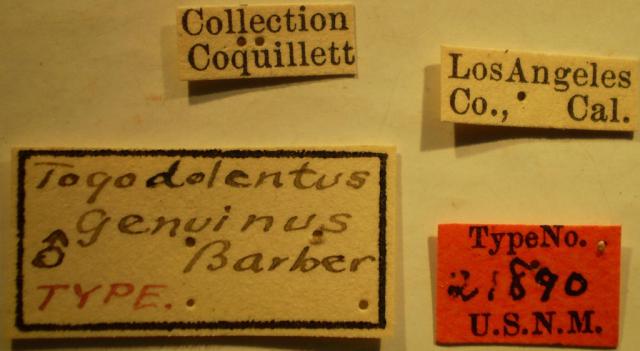 Collection
Coquillett
Los Angeles
Co., Cal.
Togodolentus
genuinus
♂ Barber
TYPE.
Type No.
21890
U.S.N.M.